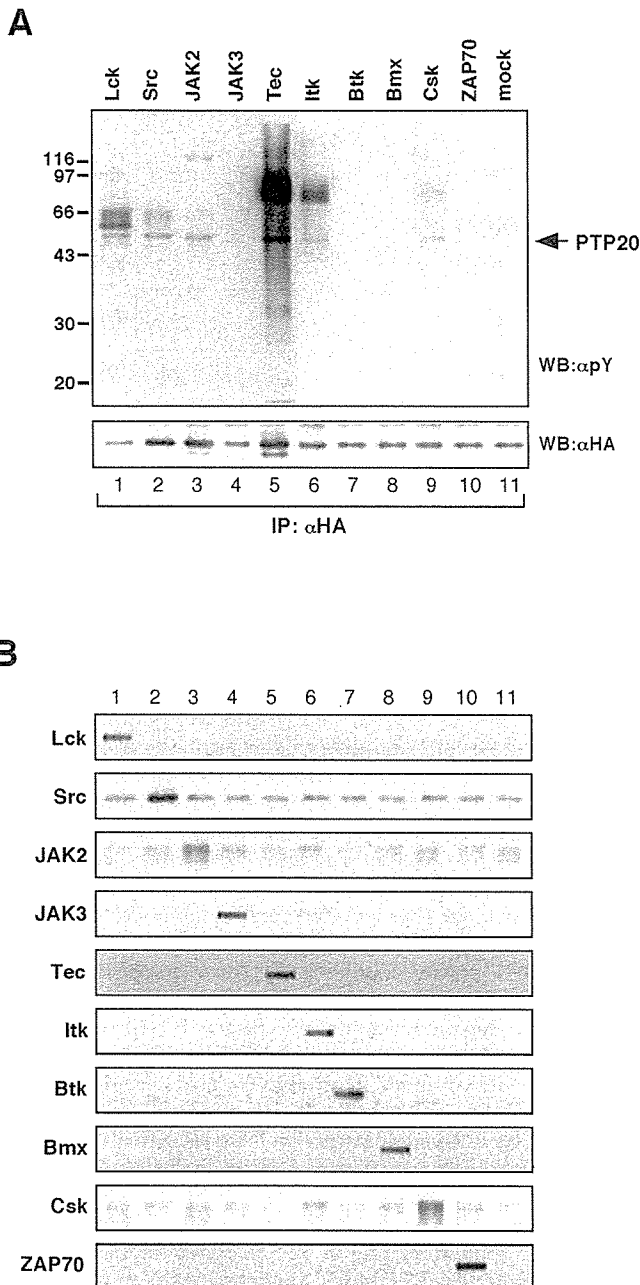 A
Lck Src JAK2 JAK3 Tec Itk Btk Bmx Csk ZAP70 mock
116
97
66
43
30
20
PTP20
WB:αpY
WB:αHA
1 2 3 4 5 6 7 8 9 10 11
IP: αHA
B
1 2 3 4 5 6 7 8 9 10 11
Lck
Src
JAK2
JAK3
Tec
Itk
Btk
Bmx
Csk
ZAP70